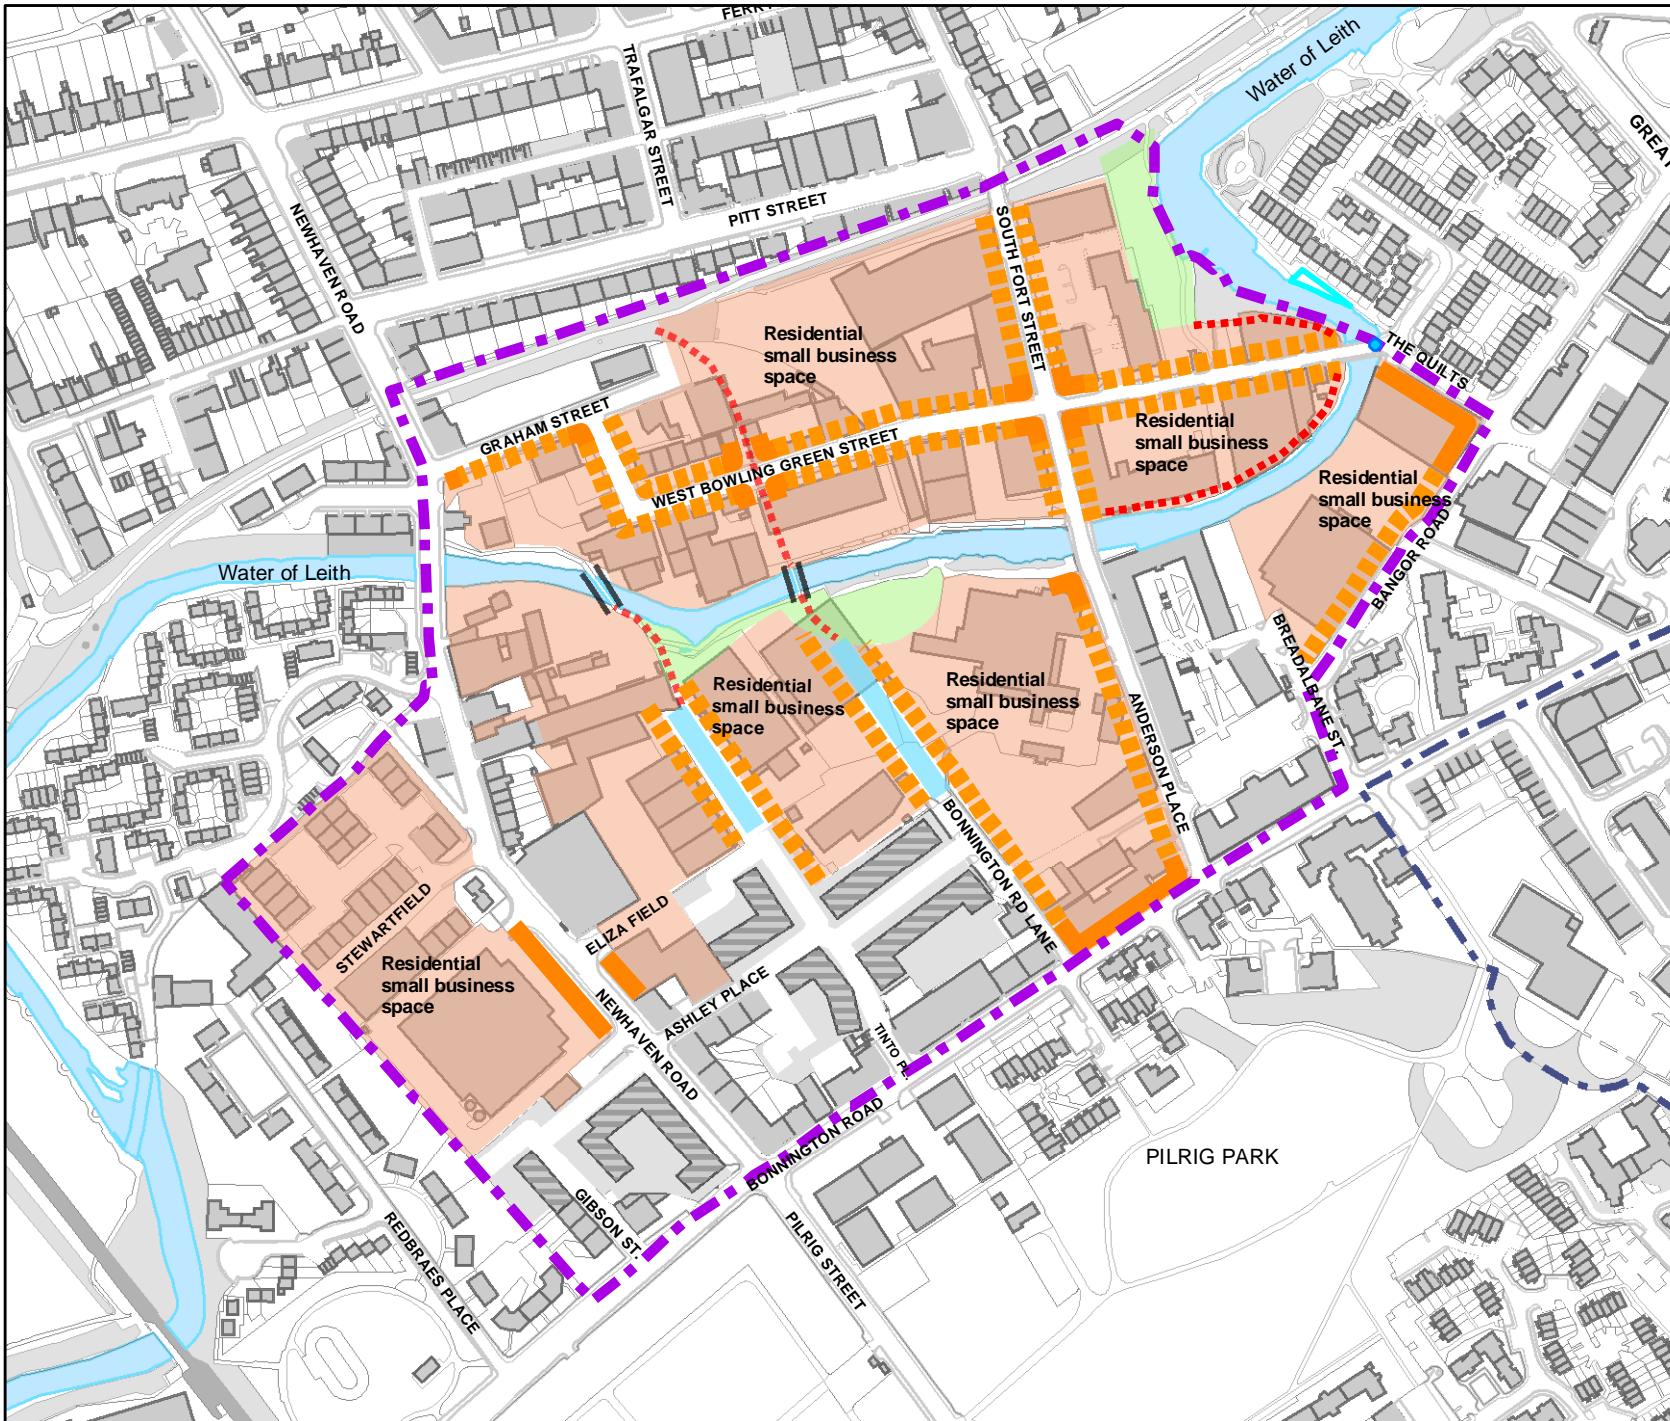 FERRY
Water of Leith
GREA
TRAFALGAR STREET
NEWHAVEN ROAD
PITT STREET
SOUTH FORT STREET
THE QUILTS
Residential
small business
space
GRAHAM STREET
WEST BOWLING GREEN STREET
Residential
small business
space
Residential
small business
space
BANGOR ROAD
Water of Leith
BREADALBANE ST.
Residential
small business
space
Residential
small business
space
ANDERSON PLACE
BONNINGTON RD LANE
STEWARTFIELD
ELIZA FIELD
Residential
small business
space
ASHLEY PLACE
NEWHAVEN ROAD
TINTO PL.
BONNINGTON ROAD
PILRIG PARK
GIBSON ST.
REDBRAES PLACE
PILRIG STREET